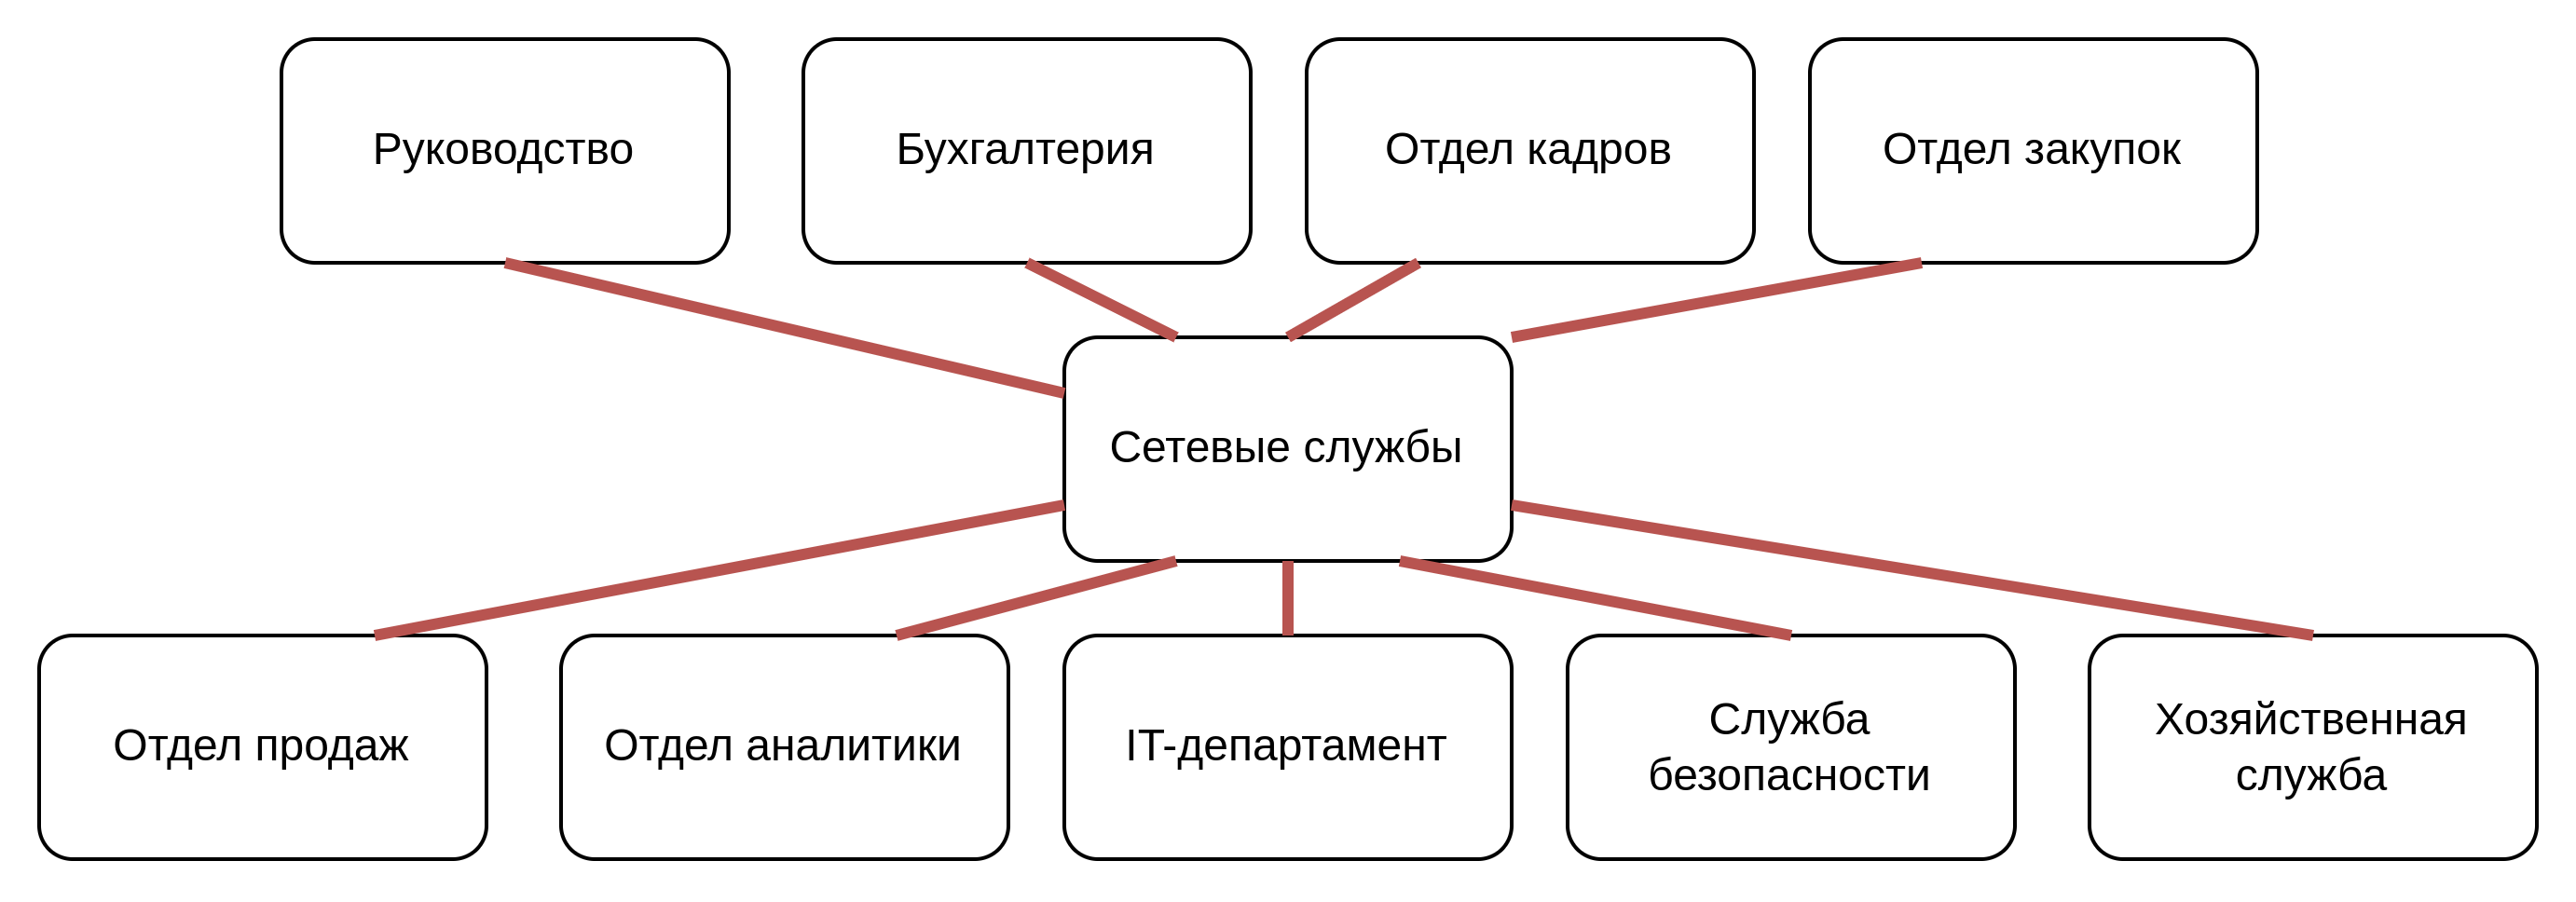 Руководство
Бухгалтерия
Отдел кадров
Отдел закупок
Сетевые службы
Отдел продаж
Отдел аналитики
IT-департамент
Служба
безопасности
Хозяйственная
служба